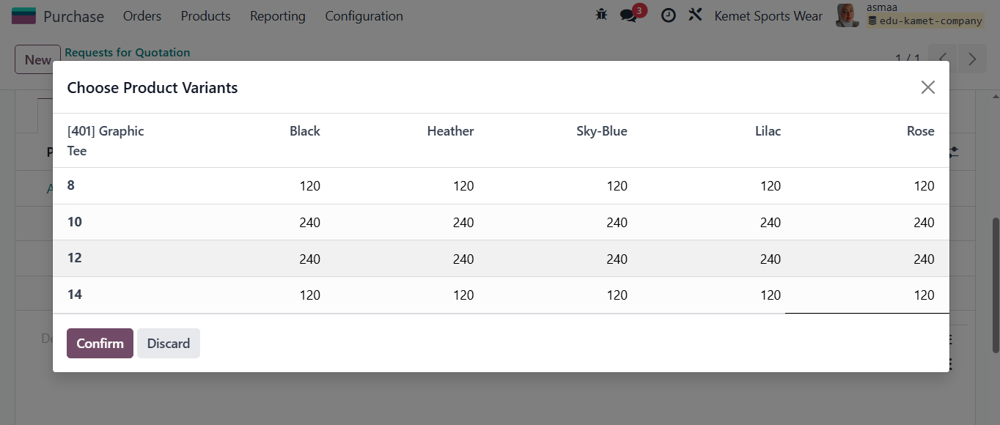 Purchase Orders Products Reporting Configuration 3 Kemet Sports Wear asmaa
edu-kamet-company
New Requests for Quotation 1 / 1
Choose Product Variants
[401] Graphic Tee Black Heather Sky-Blue Lilac Rose
8 120 120 120 120 120
10 240 240 240 240 240
12 240 240 240 240 240
14 120 120 120 120 120
Confirm Discard